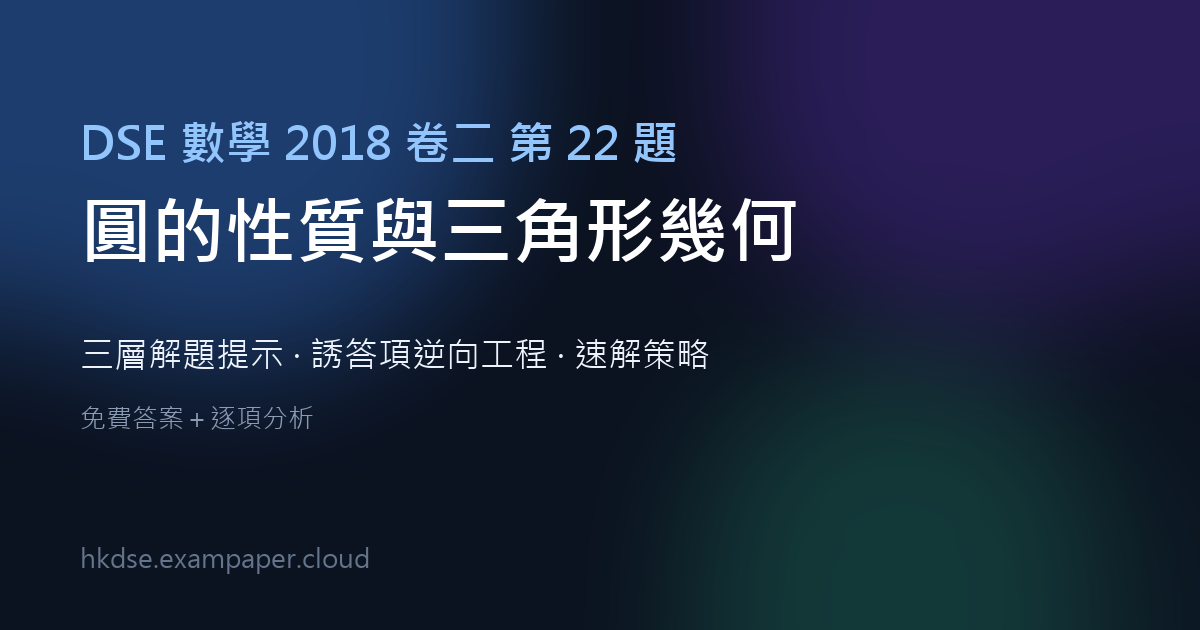 DSE 數學 2018 卷二 第 22 題
圓的性質與三角形幾何
三層解題提示 · 誘答項逆向工程 · 速解策略
免費答案 + 逐項分析
hkdse.exampaper.cloud